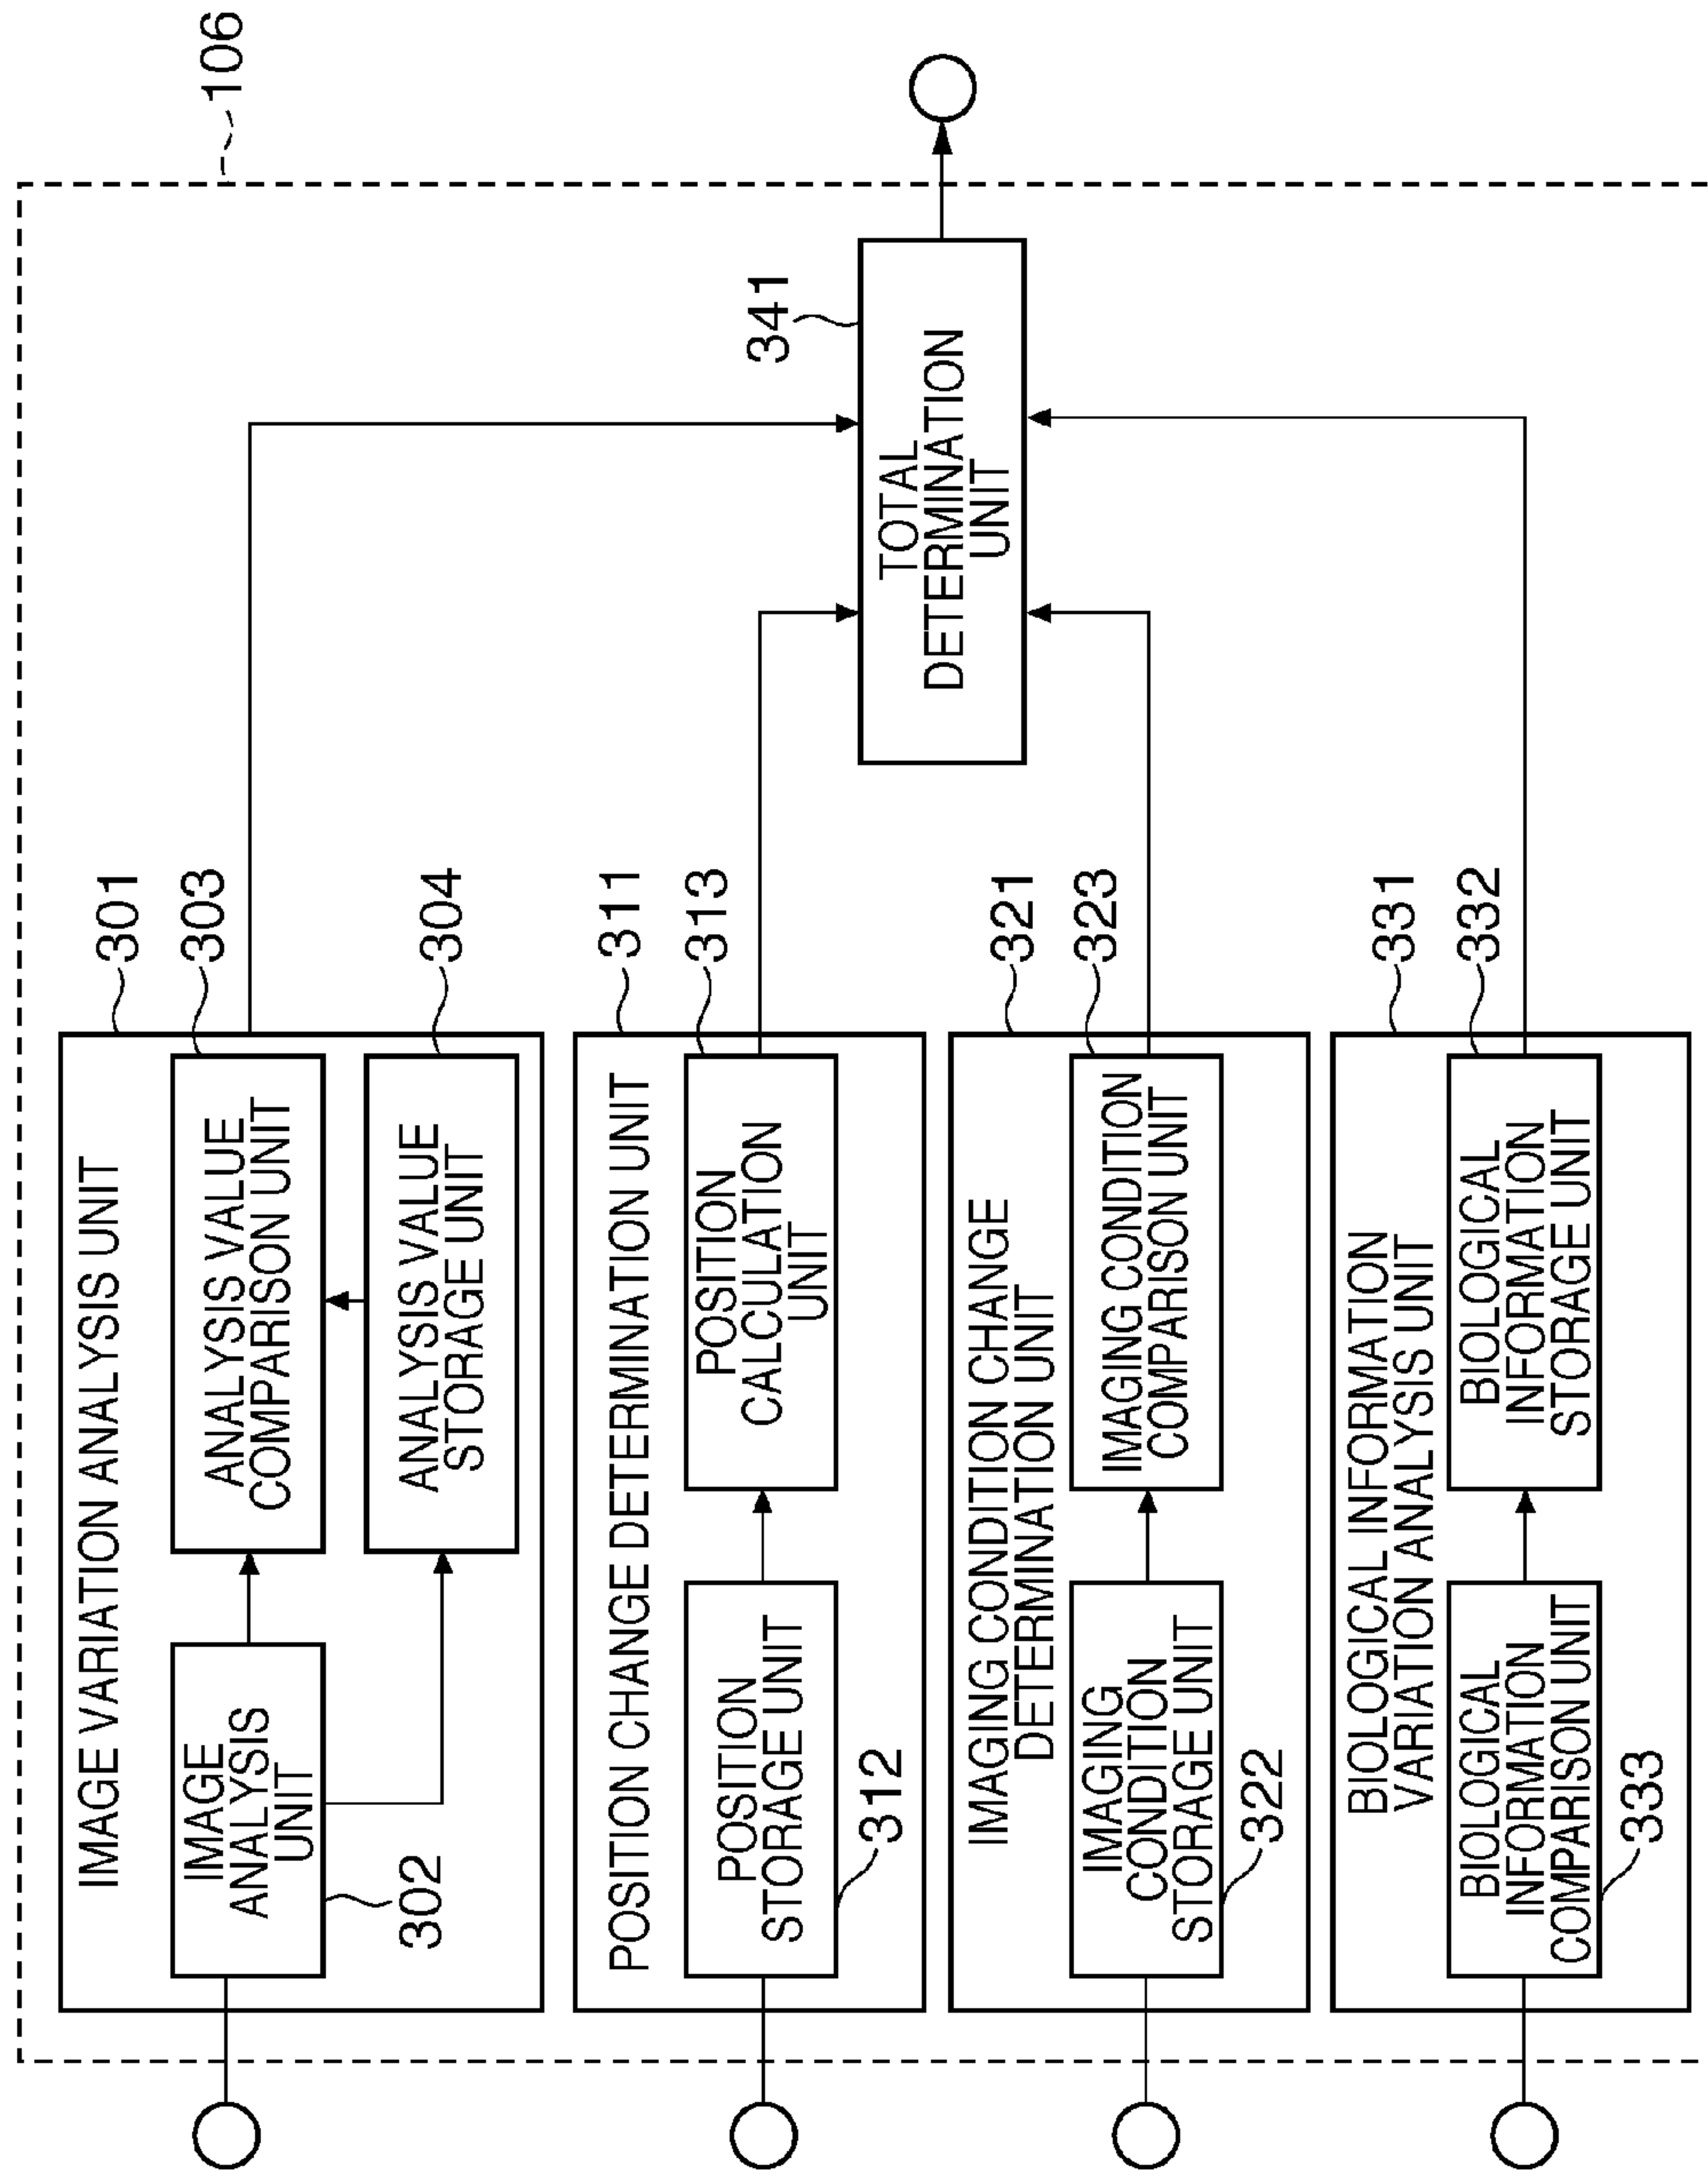 106
301
IMAGE VARIATION ANALYSIS UNIT
302
IMAGE
ANALYSIS
UNIT
303
ANALYSIS VALUE
COMPARISON UNIT
304
ANALYSIS VALUE
STORAGE UNIT
311
POSITION CHANGE DETERMINATION UNIT
312
POSITION
STORAGE UNIT
313
POSITION
CALCULATION
UNIT
321
IMAGING CONDITION CHANGE
DETERMINATION UNIT
322
IMAGING
CONDITION
STORAGE UNIT
323
IMAGING CONDITION
COMPARISON UNIT
331
BIOLOGICAL INFORMATION
VARIATION ANALYSIS UNIT
333
BIOLOGICAL
INFORMATION
COMPARISON UNIT
332
BIOLOGICAL
INFORMATION
STORAGE UNIT
341
TOTAL
DETERMINATION
UNIT